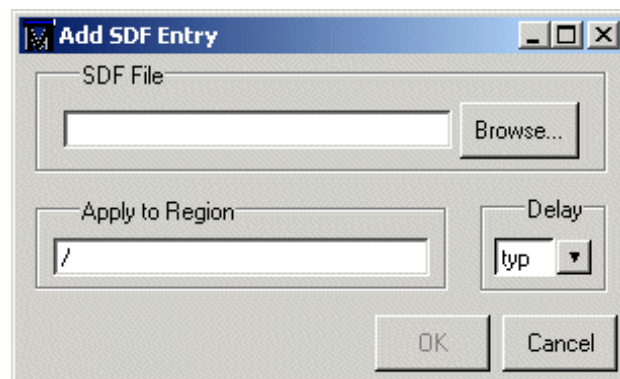 Add SDF Entry
SDF File
Browse...
Apply to Region
Delay
/
typ
OK
Cancel